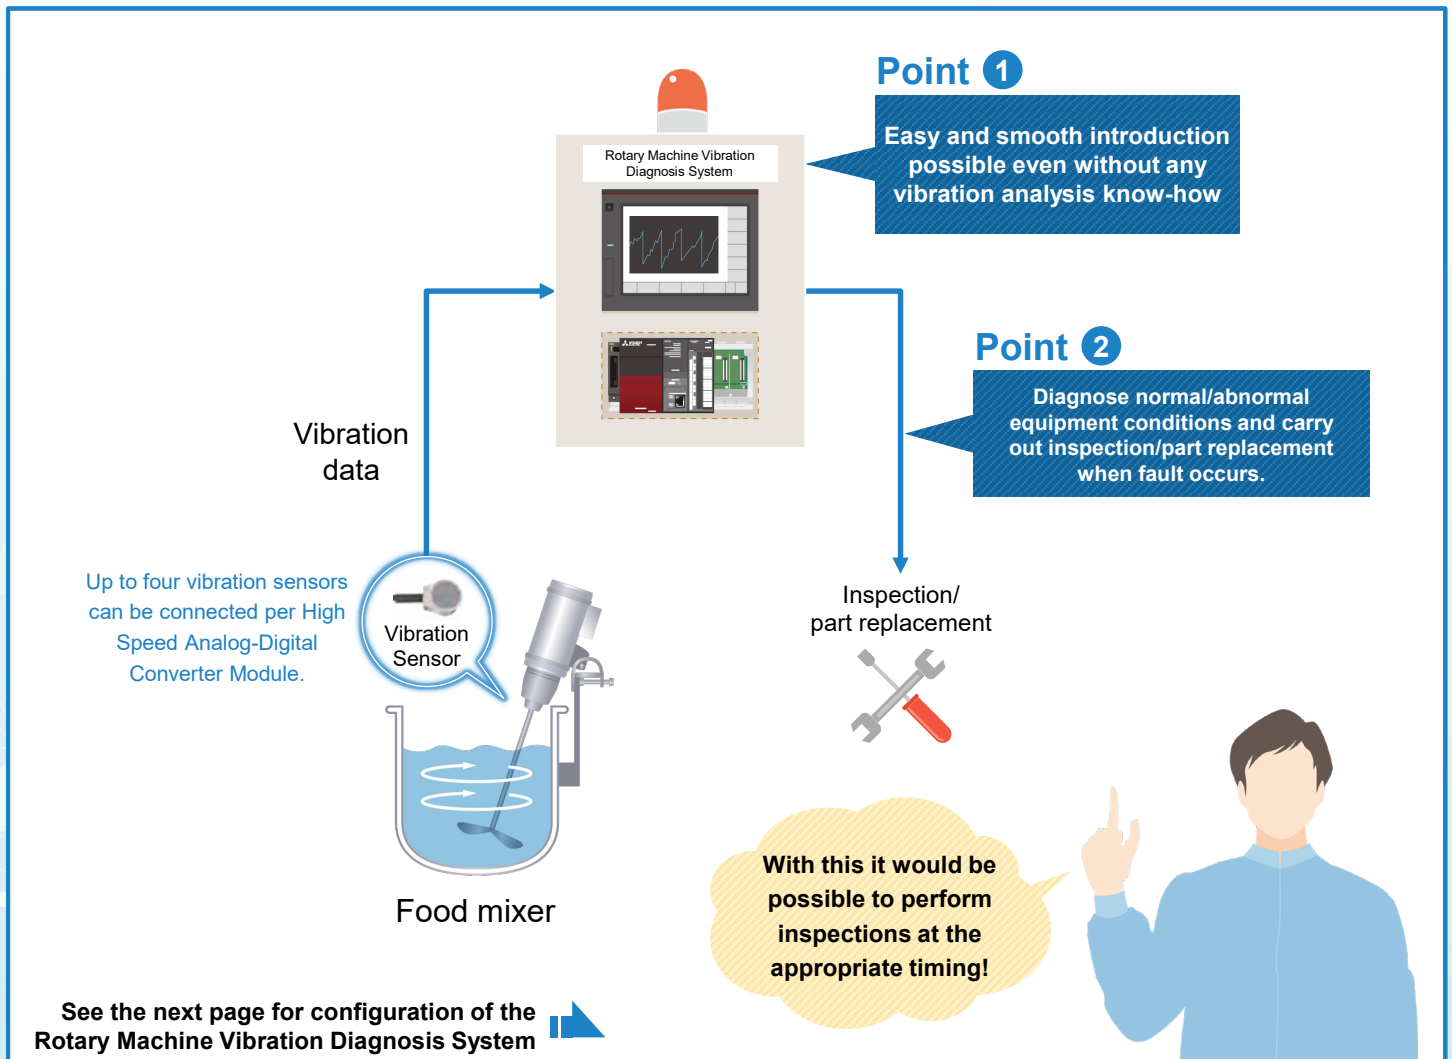 Point 1
Easy and smooth introduction
possible even without any
vibration analysis know-how
Rotary Machine Vibration
Diagnosis System
MITSUBISHI
ELECTRIC
Point 2
Diagnose normal/abnormal
equipment conditions and carry
out inspection/part replacement
when fault occurs.
Vibration
data
Up to four vibration sensors
can be connected per High
Speed Analog-Digital
Converter Module.
Vibration
Sensor
Inspection/
part replacement
Food mixer
With this it would be
possible to perform
inspections at the
appropriate timing!
See the next page for configuration of the
Rotary Machine Vibration Diagnosis System